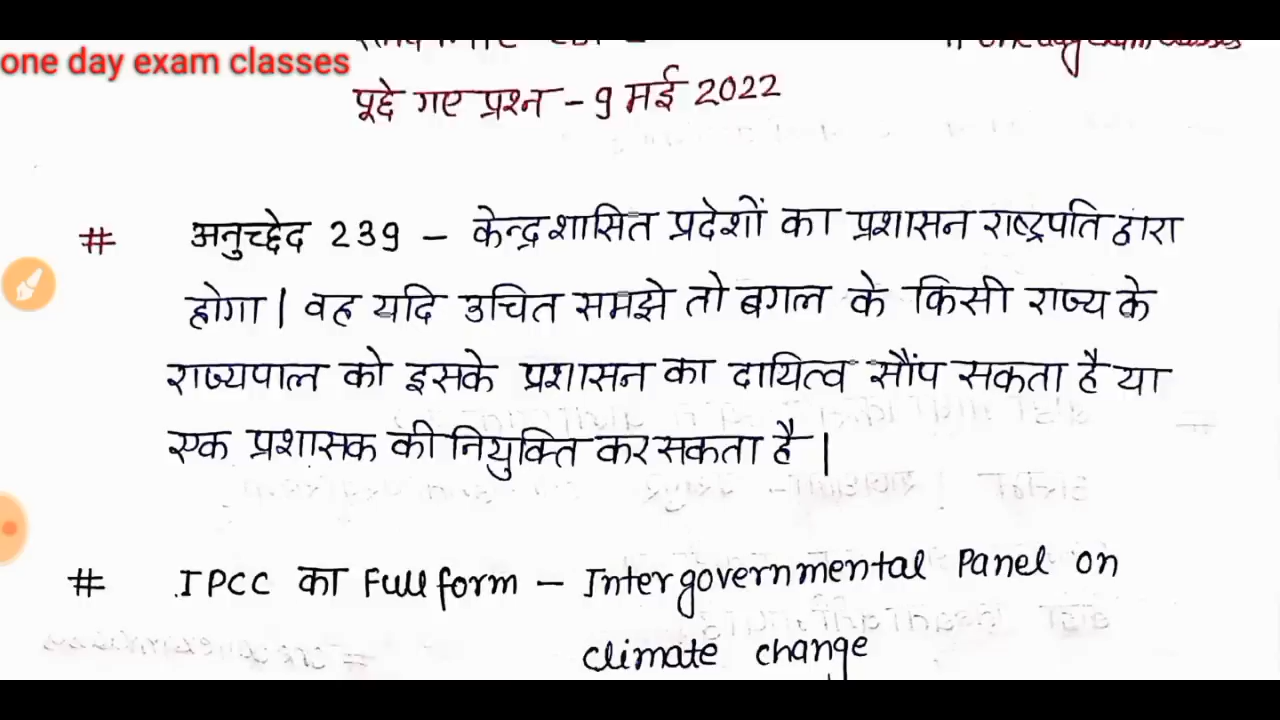 one day exam classes
पूछे गए प्रश्न - 9 मई 2022
# अनुच्छेद 239 - केन्द्रशासित प्रदेशों का प्रशासन राष्ट्रपति द्वारा
होगा। वह यदि उचित समझे तो बगल के किसी राज्य के
राज्यपाल को इसके प्रशासन का दायित्व सौंप सकता है या
एक प्रशासक की नियुक्ति कर सकता है।
# IPCC का Full form - Intergovernmental Panel on
climate change